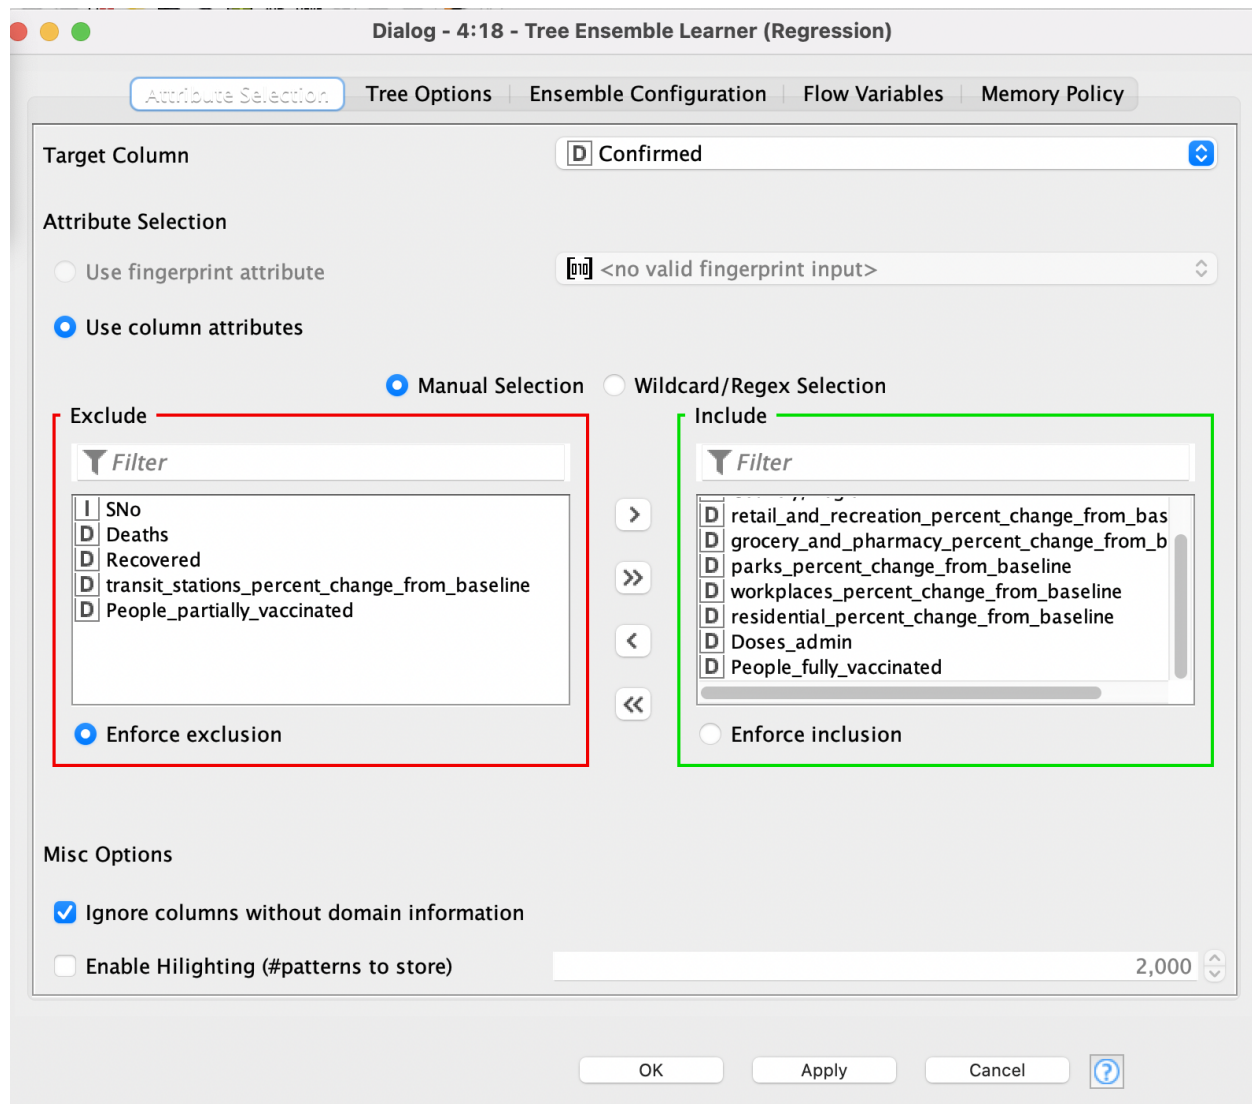 Dialog - 4:18 - Tree Ensemble Learner (Regression)
Attribute Selection Tree Options Ensemble Configuration Flow Variables Memory Policy
Target Column D Confirmed
Attribute Selection
Use fingerprint attribute <no valid fingerprint input>
Use column attributes
Manual Selection Wildcard/Regex Selection
Exclude
Filter
I SNo
D Deaths
D Recovered
D transit_stations_percent_change_from_baseline
D People_partially_vaccinated
Enforce exclusion
>
>>
<
<<
Include
Filter
D retail_and_recreation_percent_change_from_bas
D grocery_and_pharmacy_percent_change_from_b
D parks_percent_change_from_baseline
D workplaces_percent_change_from_baseline
D residential_percent_change_from_baseline
D Doses_admin
D People_fully_vaccinated
Enforce inclusion
Misc Options
Ignore columns without domain information
Enable Hilighting (#patterns to store) 2,000
OK Apply Cancel ?